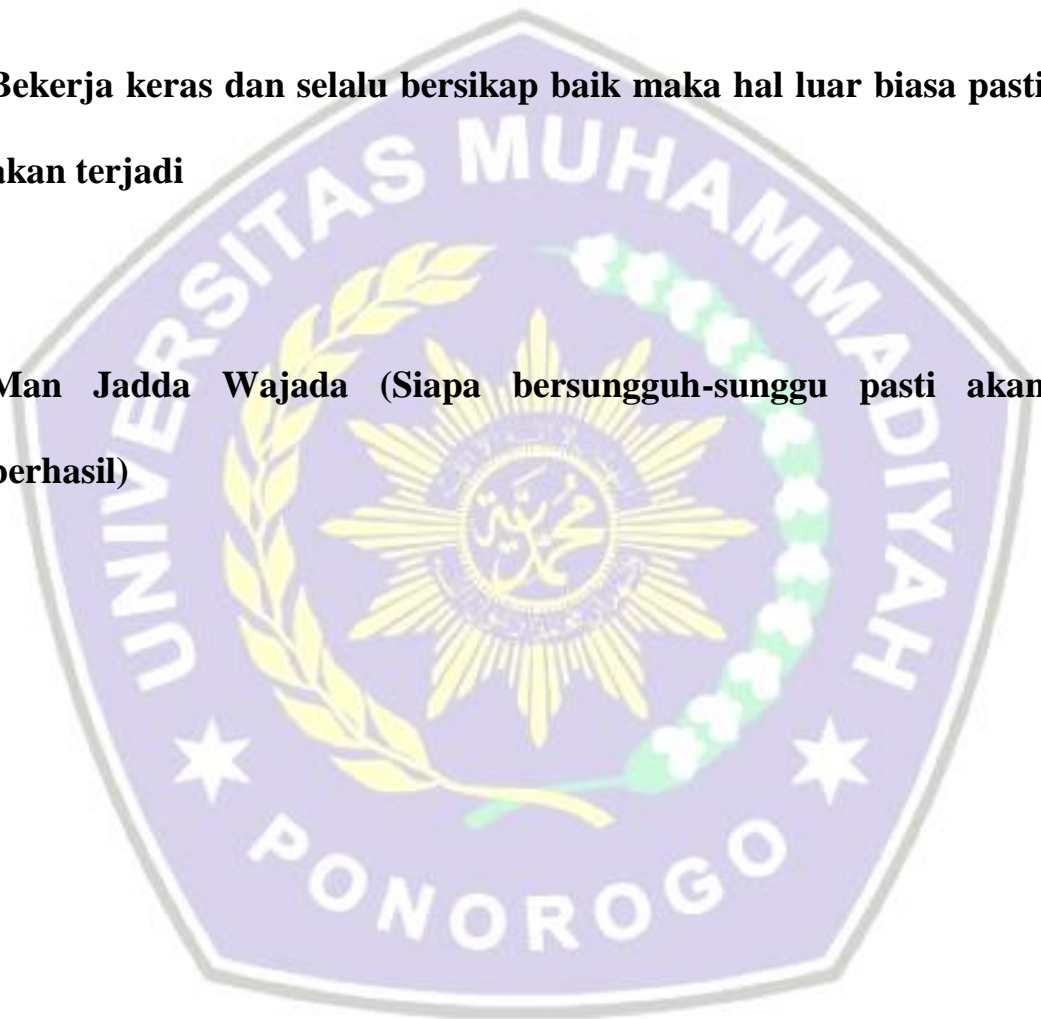 Bekerja keras dan selalu bersikap baik maka hal luar biasa pasti
akan terjadi
Man Jadda Wajada (Siapa bersungguh-sunggu pasti akan
berhasil)
UNIVERSITAS MUHAMMADIYAH
PONOROGO
محمدية